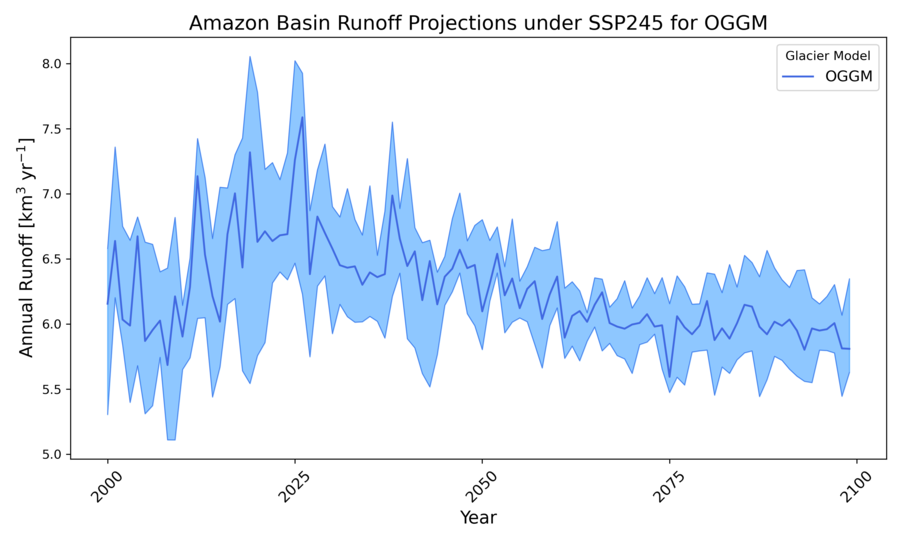 Amazon Basin Runoff Projections under SSP245 for OGGM
Glacier Model
OGGM
8.0
7.5
7.0
6.5
6.0
5.5
5.0
Annual Runoff [km³ yr⁻¹]
2000
2025
2050
2075
2100
Year